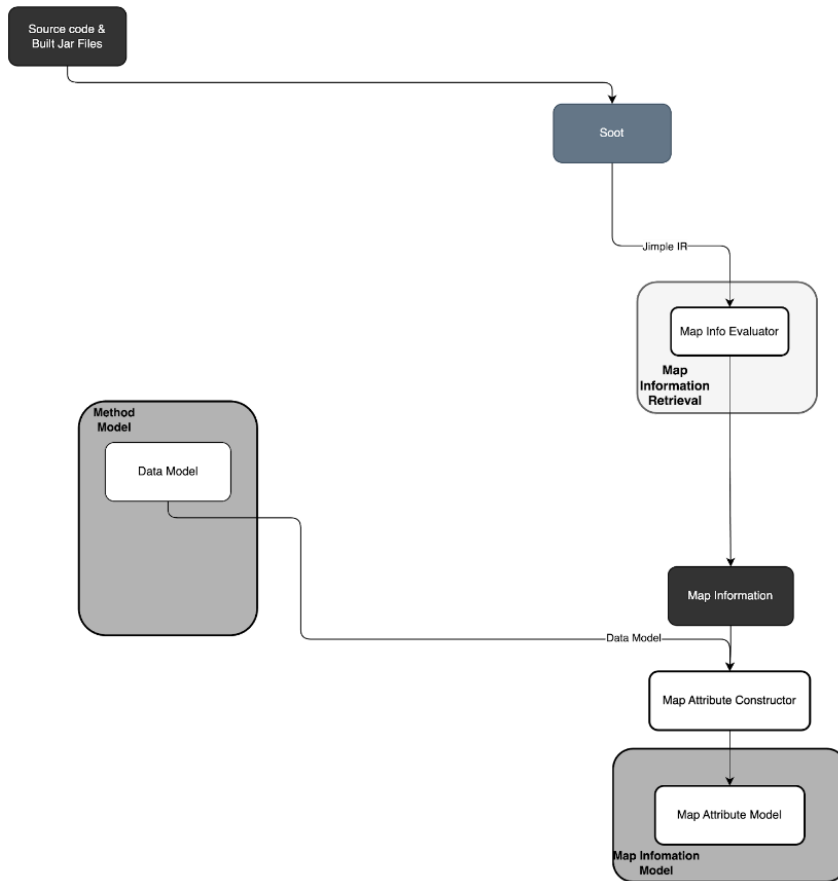 Source code &
Built Jar Files
Soot
Jimple IR
Map Info Evaluator
Map
Information
Retrieval
Method
Model
Data Model
Map Information
Data Model
Map Attribute Constructor
Map Attribute Model
Map Infomation
Model